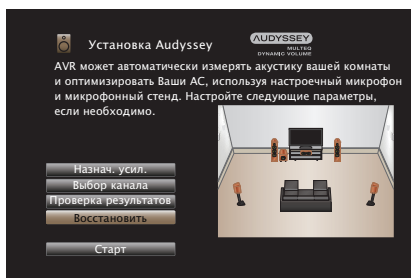 Установка Audyssey
AUDYSSEY
MULTEQ
DYNAMIC VOLUME
AVR может автоматически измерять акустику вашей комнаты
и оптимизировать Ваши АС, используя настроечный микрофон
и микрофонный стенд. Настройте следующие параметры,
если необходимо.
Назнач. усил.
Выбор канала
Проверка результатов
Восстановить
Старт